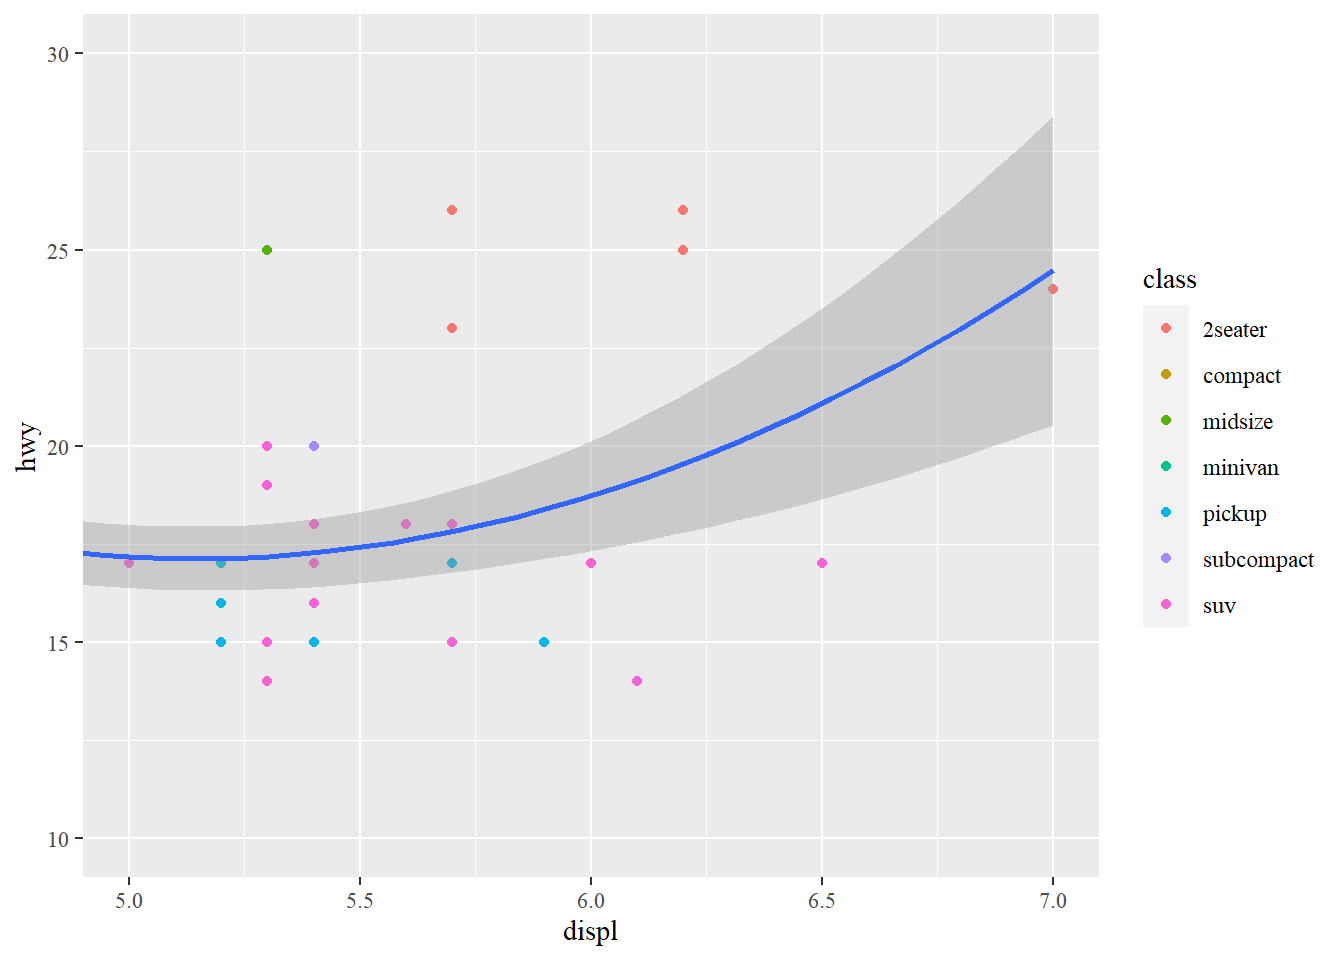 30
25
20
15
10
hwy
5.0
5.5
6.0
6.5
7.0
displ
class
2seater
compact
midsize
minivan
pickup
subcompact
suv